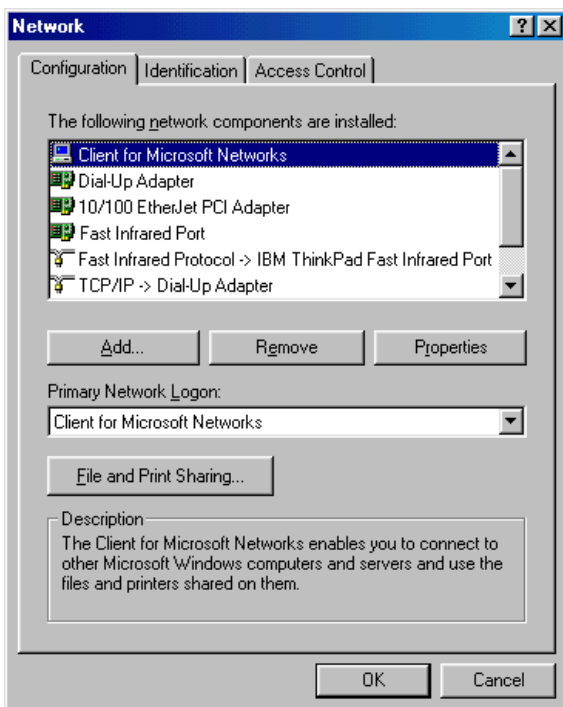 Network
Configuration Identification Access Control
The following network components are installed:
Client for Microsoft Networks
Dial-Up Adapter
10/100 EtherJet PCI Adapter
Fast Infrared Port
Fast Infrared Protocol -> IBM ThinkPad Fast Infrared Port
TCP/IP -> Dial-Up Adapter
Add... Remove Properties
Primary Network Logon:
Client for Microsoft Networks
File and Print Sharing...
Description
The Client for Microsoft Networks enables you to connect to
other Microsoft Windows computers and servers and use the
files and printers shared on them.
OK Cancel